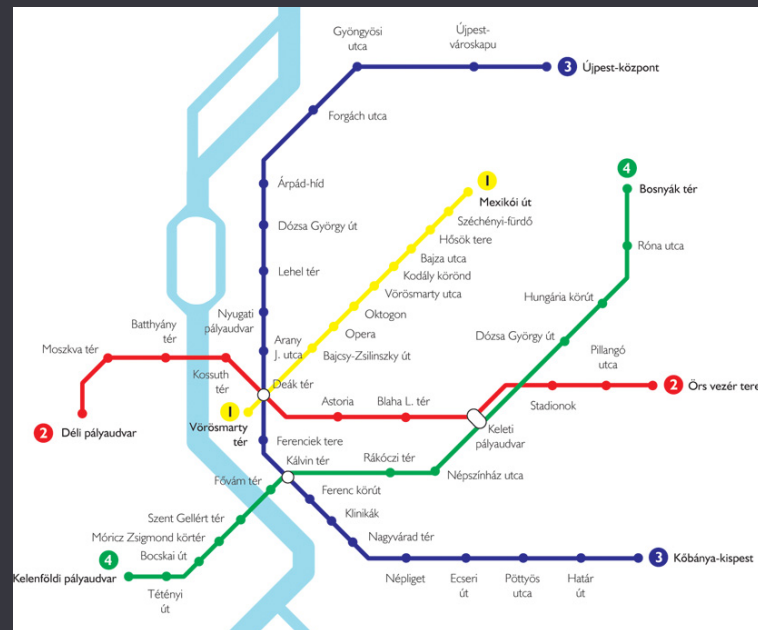 Gyöngyösi
utca
Újpest-
városkapu
3 Újpest-központ
Forgách utca
4
Bosnyák tér
1
Mexikói út
Árpád-híd
Széchényi-fürdő
Dózsa György út
Hősök tere
Róna utca
Bajza utca
Lehel tér
Kodály körönd
Vörösmarty utca
Hungária körút
Nyugati
pályaudvar
Oktogon
Batthyány
tér
Opera
Arany
J. utca
Dózsa György út
Moszkva tér
Bajcsy-Zsilinszky út
Pillangó
utca
Kossuth
tér
Deák tér
2 Örs vezér tere
Stadionok
Astoria
Blaha L. tér
1
Vörösmarty
tér
2 Déli pályaudvar
Keleti
pályaudvar
Ferenciek tere
Kálvin tér
Rákóczi tér
Népszínház utca
Fővám tér
Ferenc körút
Szent Gellért tér
Klinikák
Móricz Zsigmond körtér
Nagyvárad tér
Bocskai út
4
Kelenföldi pályaudvar
3 Kőbánya-kispest
Tétényi
út
Népliget
Ecseri
út
Pöttyös
utca
Határ
út